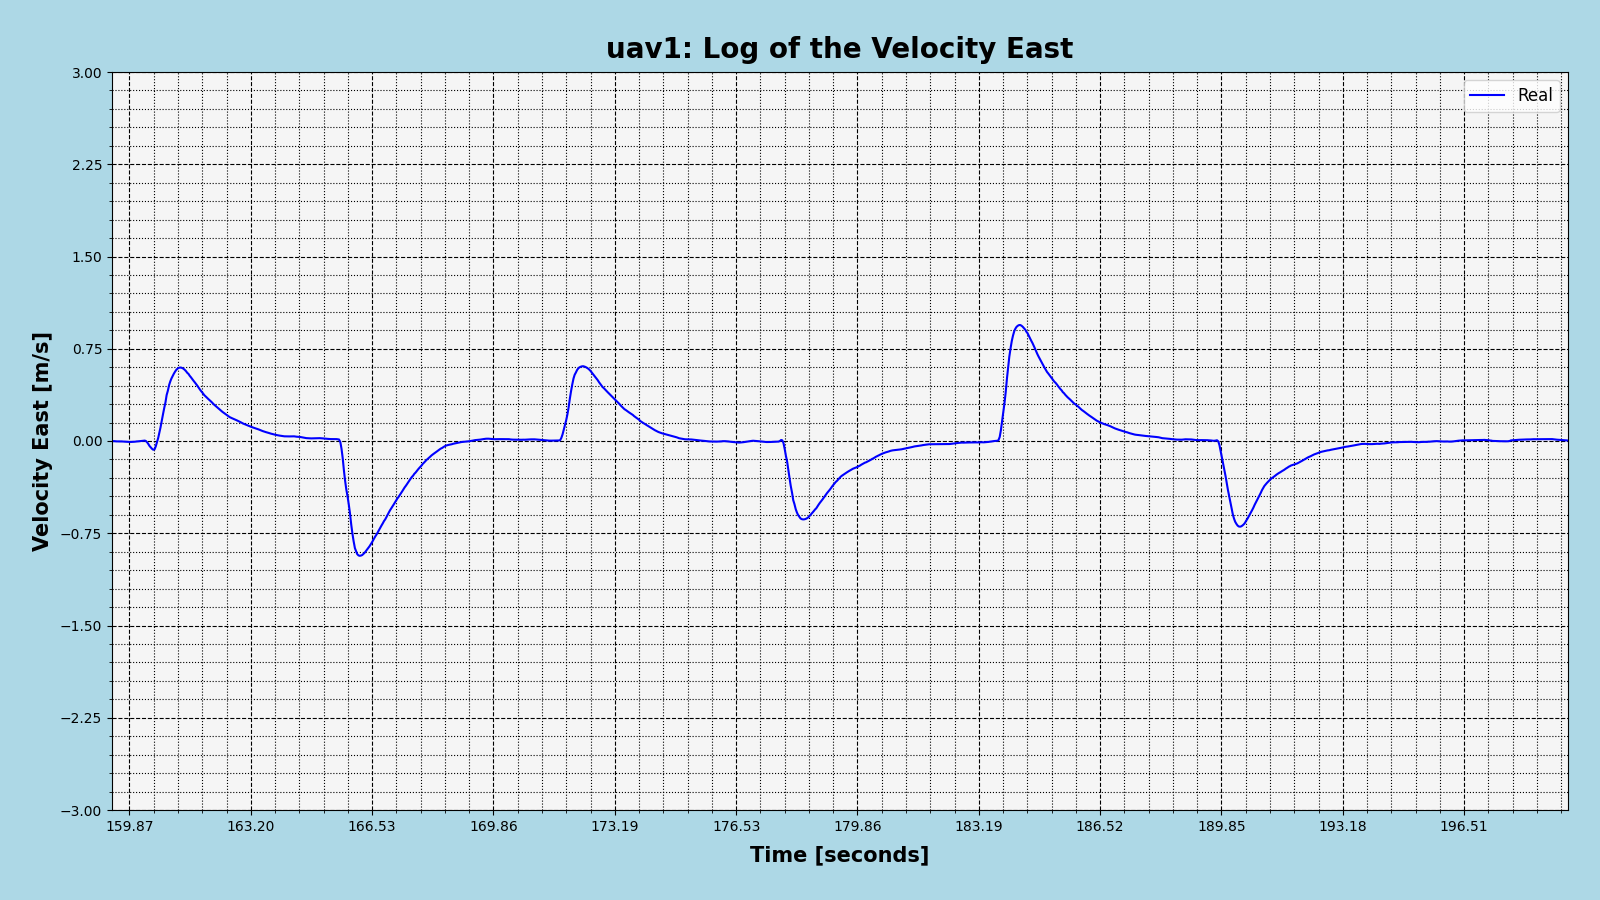 uav1: Log of the Velocity East
Real
3.00
2.25
1.50
0.75
0.00
−0.75
−1.50
−2.25
−3.00
Velocity East [m/s]
159.87 163.20 166.53 169.86 173.19 176.53 179.86 183.19 186.52 189.85 193.18 196.51
Time [seconds]